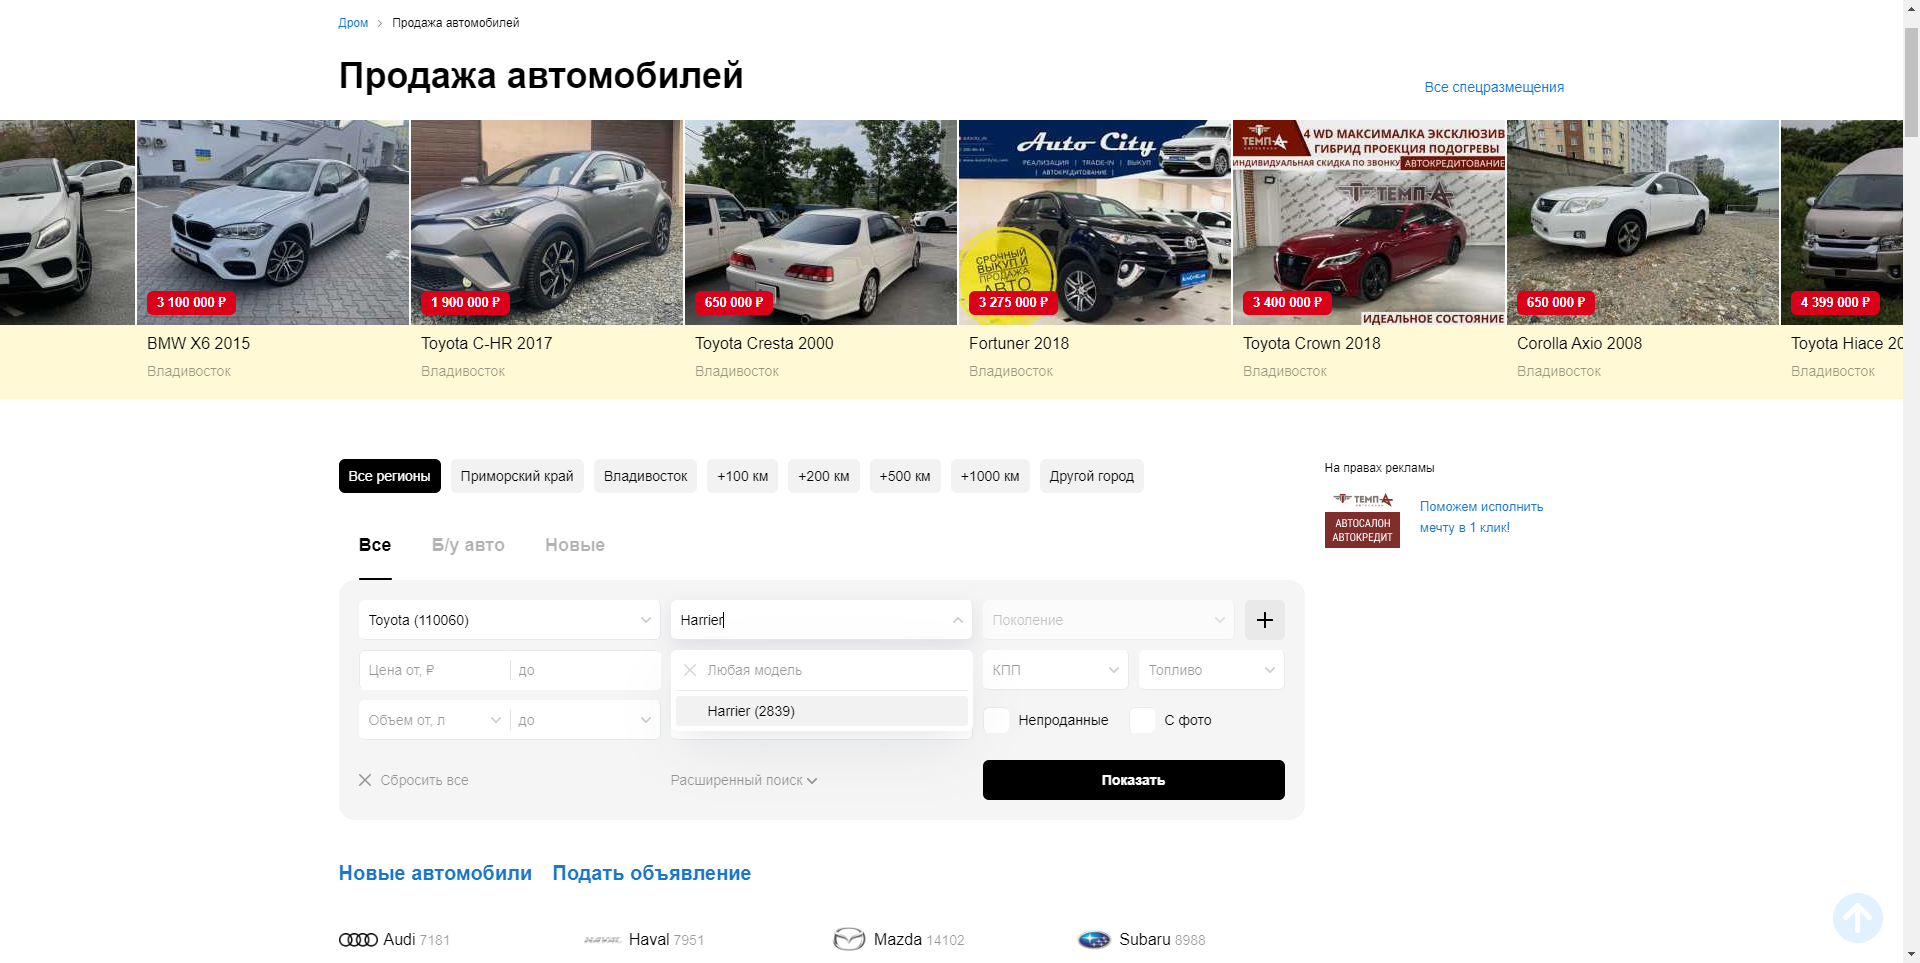 Дром
Продажа автомобилей
Продажа автомобилей
Все спецразмещения
3 100 000 ₽
BMW X6 2015
Владивосток
1 900 000 ₽
Toyota C-HR 2017
Владивосток
650 000 ₽
Toyota Cresta 2000
Владивосток
Auto City
РЕАЛИЗАЦИЯ | TRADE-IN | ВЫКУП
| АВТОКРЕДИТОВАНИЕ |
СРОЧНЫЙ
ВЫКУП И
ПРОДАЖА
АВТО
3 275 000 ₽
Fortuner 2018
Владивосток
ТЕМП-А
4 WD МАКСИМАЛКА ЭКСКЛЮЗИВ
ГИБРИД ПРОЕКЦИЯ ПОДОГРЕВЫ
ИНДИВИДУАЛЬНАЯ СКИДКА ПО ЗВОНКУ АВТОКРЕДИТОВАНИЕ
ТЕМП-А
3 400 000 ₽
ИДЕАЛЬНОЕ СОСТОЯНИЕ
Toyota Crown 2018
Владивосток
650 000 ₽
Corolla Axio 2008
Владивосток
4 399 000 ₽
Toyota Hiace 20
Владивосток
Все регионы
Приморский край
Владивосток
+100 км
+200 км
+500 км
+1000 км
Другой город
На правах рекламы
ТЕМП-А
АВТОСАЛОН
АВТОКРЕДИТ
Поможем исполнить
мечту в 1 клик!
Все
Б/у авто
Новые
Toyota (110060)
Harrier
Поколение
Цена от, ₽
до
Любая модель
КПП
Топливо
Harrier (2839)
Объем от, л
до
Непроданные
С фото
Сбросить все
Расширенный поиск
Показать
Новые автомобили
Подать объявление
Audi 7181
HAVAL Haval 7951
Mazda 14102
Subaru 8988